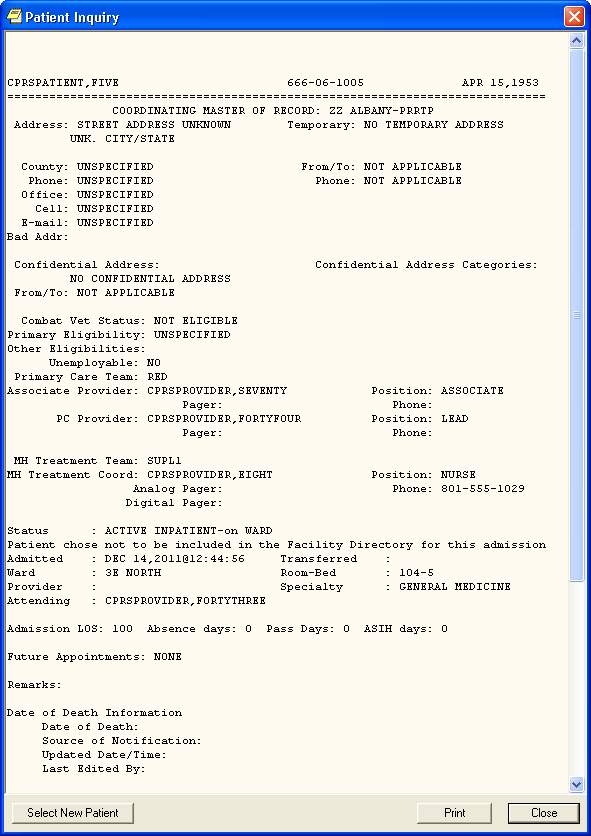 Patient Inquiry
CPRSPATIENT,FIVE 666-06-1005 APR 15,1953
=============================================================================
COORDINATING MASTER OF RECORD: ZZ ALBANY-PRRTP
Address: STREET ADDRESS UNKNOWN Temporary: NO TEMPORARY ADDRESS
UNK. CITY/STATE
County: UNSPECIFIED From/To: NOT APPLICABLE
Phone: UNSPECIFIED Phone: NOT APPLICABLE
Office: UNSPECIFIED
Cell: UNSPECIFIED
E-mail: UNSPECIFIED
Bad Addr:
Confidential Address: Confidential Address Categories:
NO CONFIDENTIAL ADDRESS
From/To: NOT APPLICABLE
Combat Vet Status: NOT ELIGIBLE
Primary Eligibility: UNSPECIFIED
Other Eligibilities:
Unemployable: NO
Primary Care Team: RED
Associate Provider: CPRSPROVIDER,SEVENTY Position: ASSOCIATE
Pager: Phone:
PC Provider: CPRSPROVIDER,FORTYFOUR Position: LEAD
Pager: Phone:
MH Treatment Team: SUPL1
MH Treatment Coord: CPRSPROVIDER,EIGHT Position: NURSE
Analog Pager: Phone: 801-555-1029
Digital Pager:
Status : ACTIVE INPATIENT-on WARD
Patient chose not to be included in the Facility Directory for this admission
Admitted : DEC 14,2011@12:44:56 Transferred :
Ward : 3E NORTH Room-Bed : 104-5
Provider : Specialty : GENERAL MEDICINE
Attending : CPRSPROVIDER,FORTYTHREE
Admission LOS: 100 Absence days: 0 Pass Days: 0 ASIH days: 0
Future Appointments: NONE
Remarks:
Date of Death Information
Date of Death:
Source of Notification:
Updated Date/Time:
Last Edited By:
Select New Patient Print Close